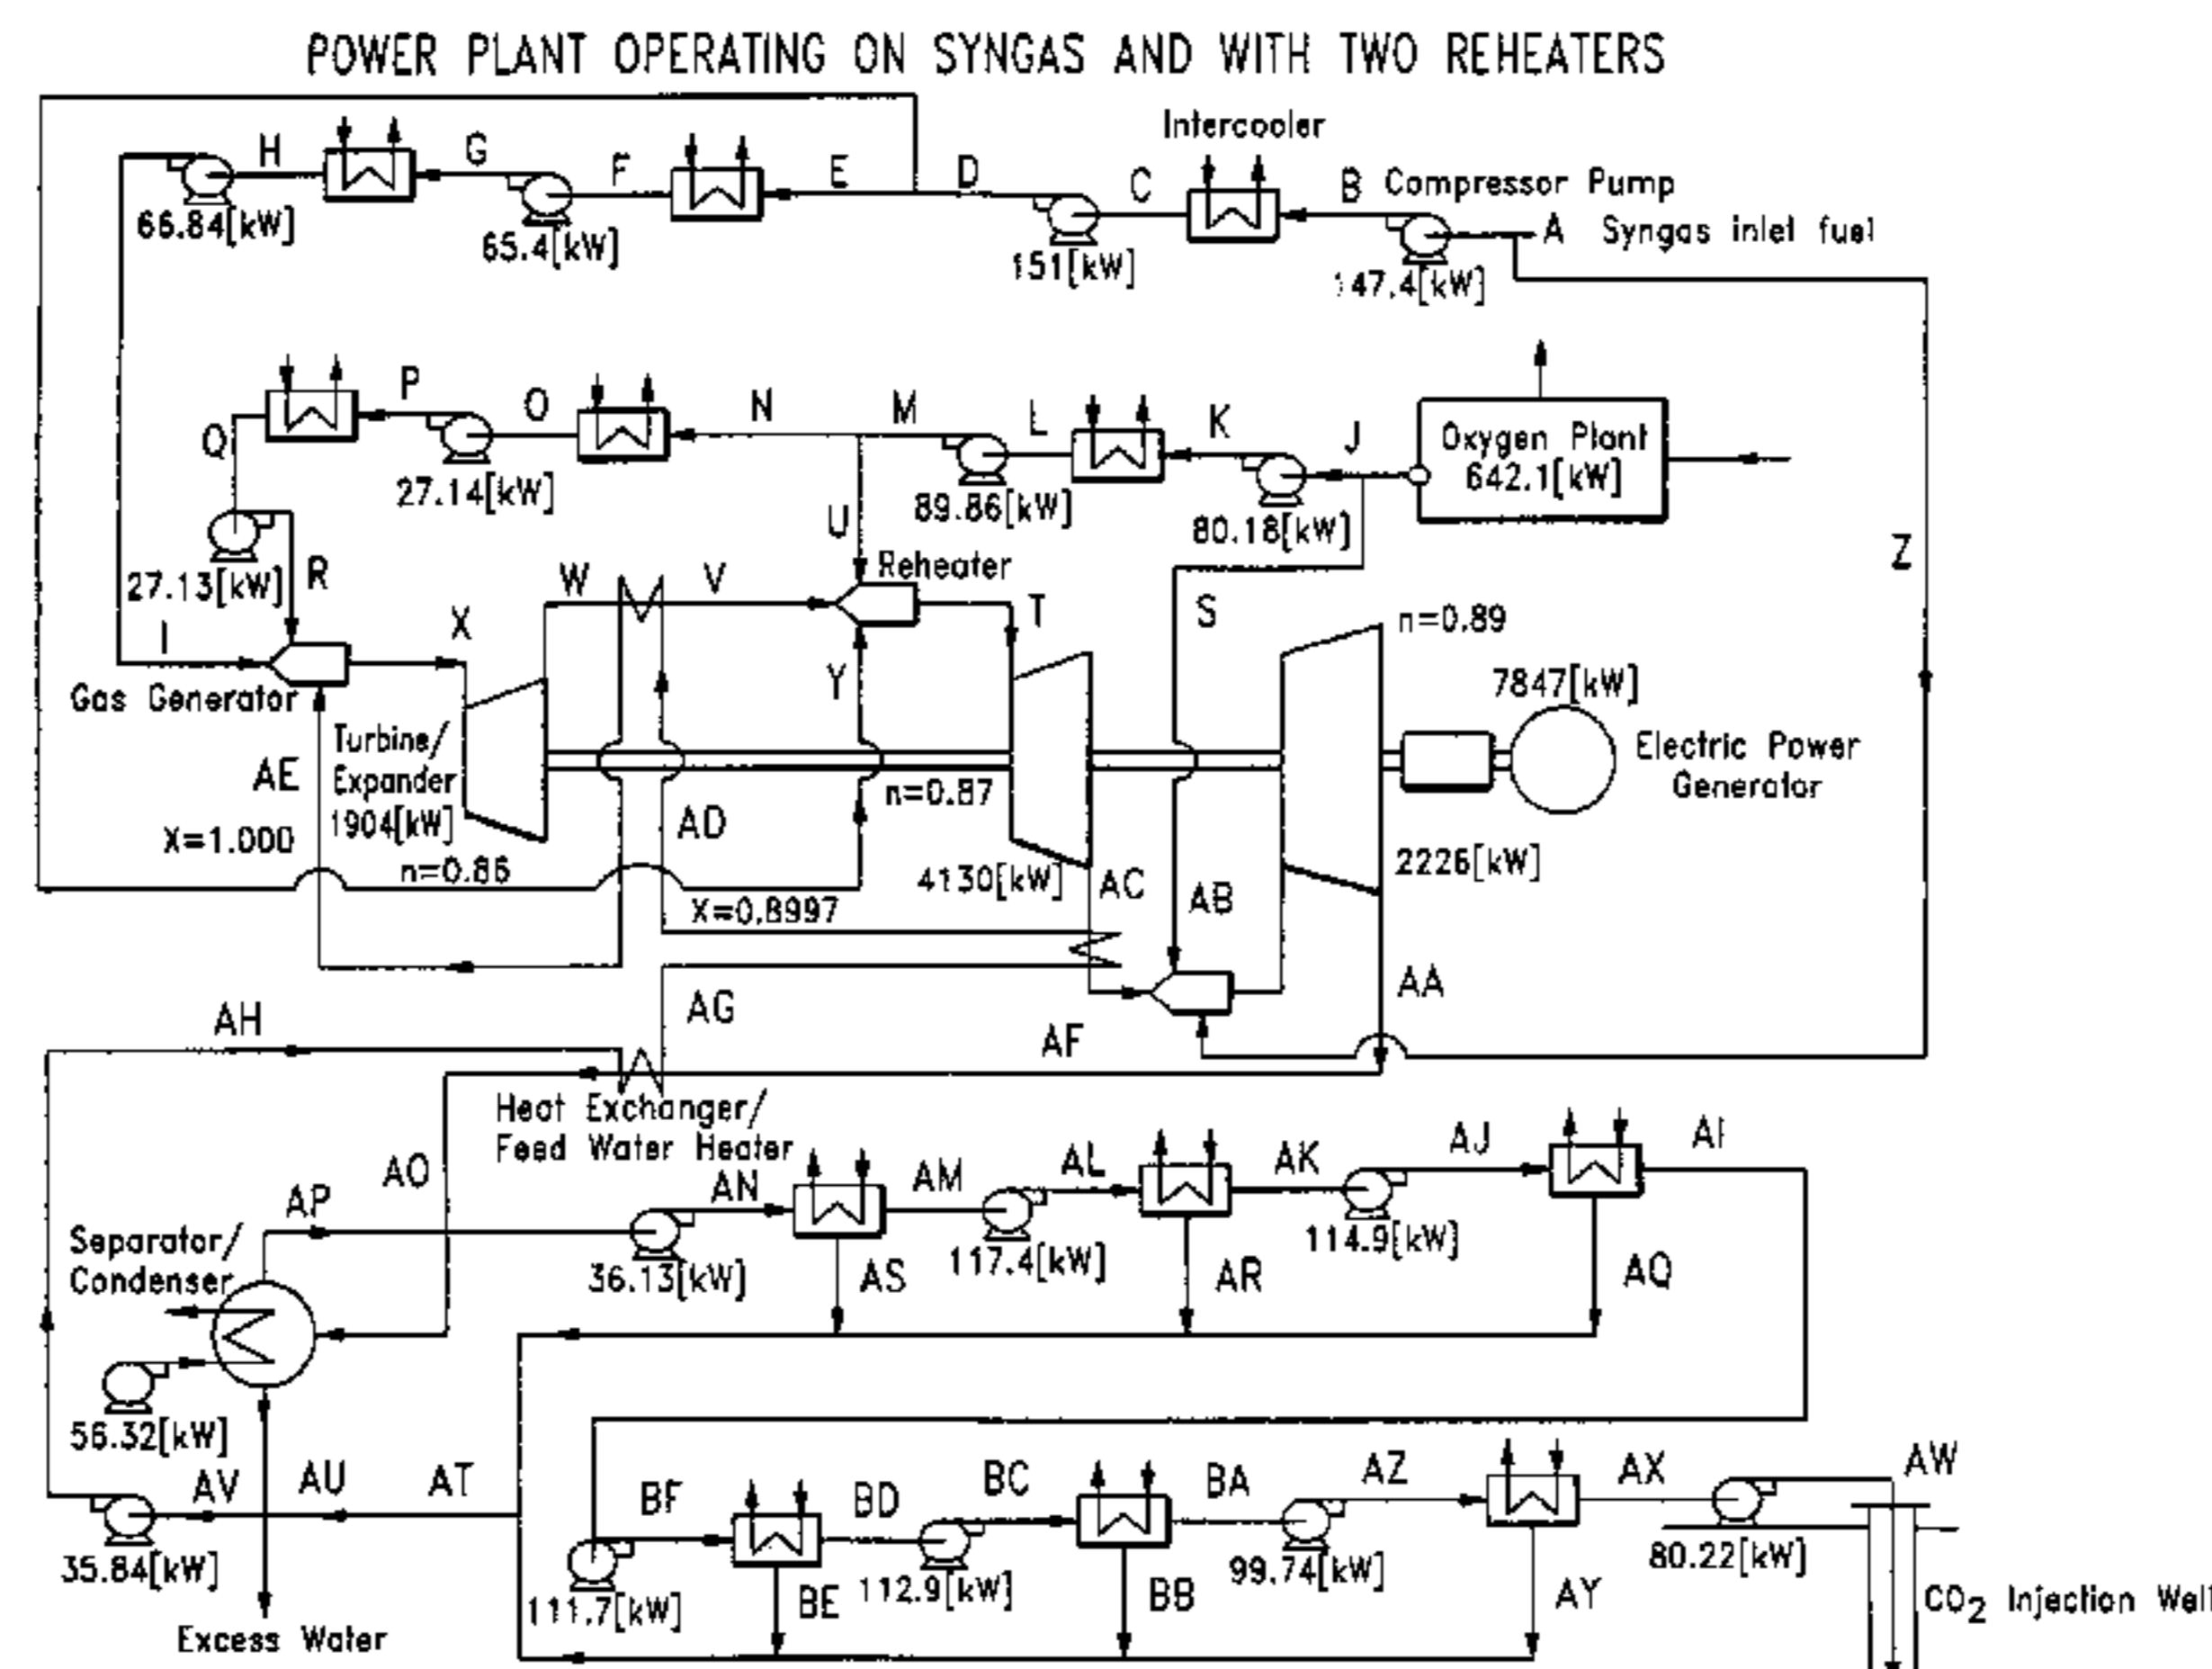 POWER PLANT OPERATING ON SYNGAS AND WITH TWO REHEATERS
Intercooler
H
G
F
E
D
C
B
Compressor Pump
A
Syngas inlet fuel
66.84[kW]
65.4[kW]
151[kW]
147.4[kW]
P
O
N
M
L
K
J
Oxygen Plant
642.1[kW]
Q
27.14[kW]
89.86[kW]
80.18[kW]
U
Z
27.13[kW]
R
W
V
Reheater
T
S
n=0.89
I
X
Y
7847[kW]
Gas Generator
Turbine/
Expander
1904[kW]
AE
X=1.000
n=0.86
AD
n=0.87
Electric Power
Generator
4130[kW]
X=0.8997
AC
AB
2226[kW]
AH
AG
AF
AA
Heat Exchanger/
Feed Water Heater
AO
AP
AN
AM
AL
AK
AJ
AI
Separator/
Condenser
36.13[kW]
AS
117.4[kW]
AR
114.9[kW]
AQ
56.32[kW]
AV
AU
AT
BF
BD
BC
BA
AZ
AX
AW
35.84[kW]
111.7[kW]
BE
112.9[kW]
BB
99.74[kW]
AY
80.22[kW]
CO2 Injection Well
Excess Water